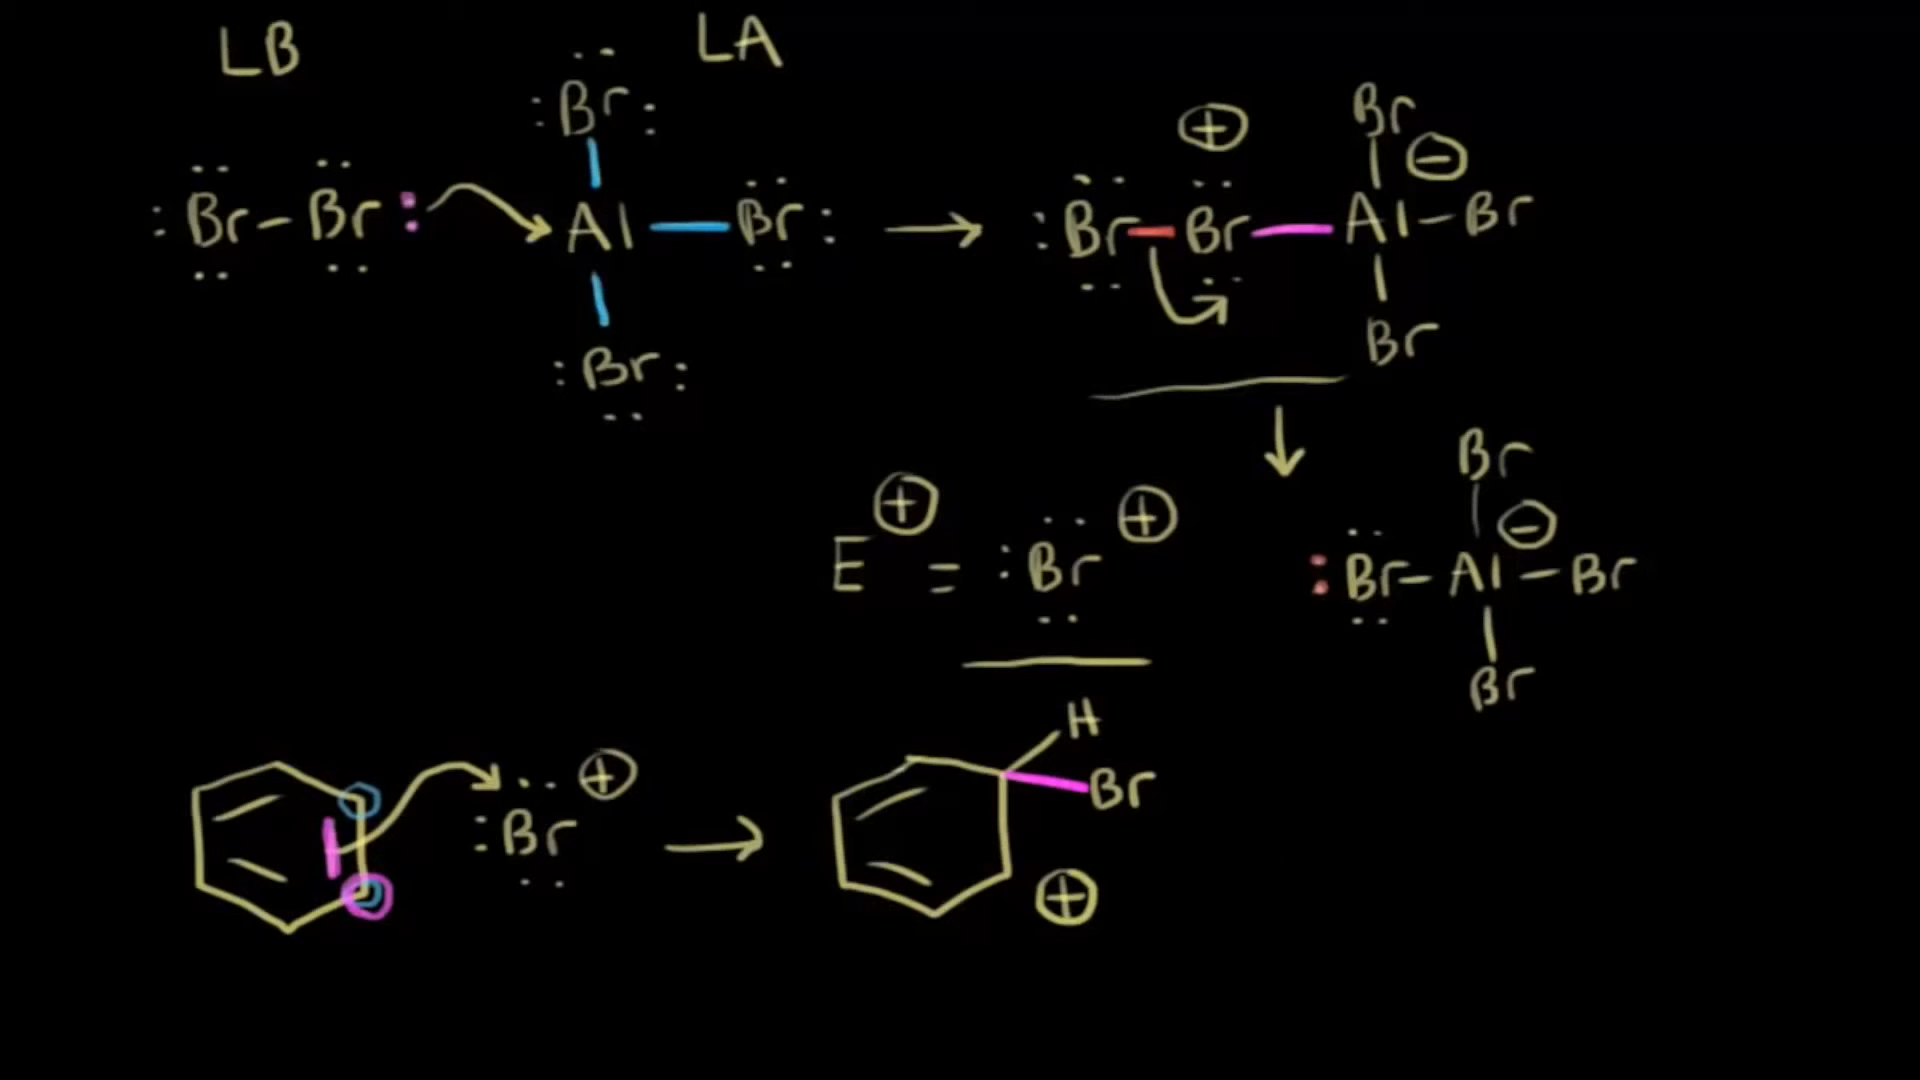 LB LA
Br
Br – Br : Al — Br : → Br – Br — Al – Br
Br
⊕
Br
⊖
Br
E⊕ = :Br⊕
Br
:Br – Al – Br
⊖
Br
:Br⊕ →
H
Br
⊕